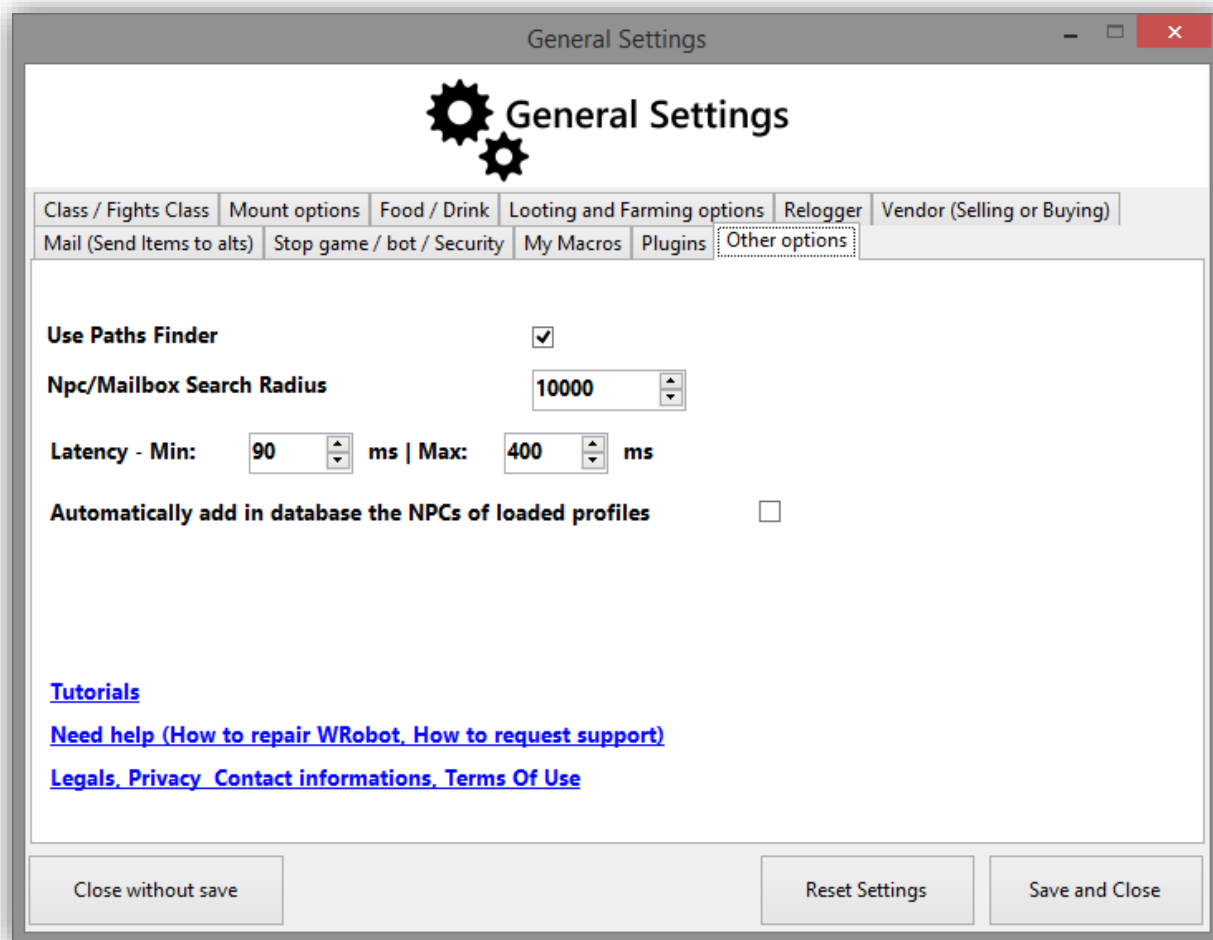 General Settings
General Settings
Class / Fights Class Mount options Food / Drink Looting and Farming options Relogger Vendor (Selling or Buying)
Mail (Send Items to alts) Stop game / bot / Security My Macros Plugins Other options
Use Paths Finder
Npc/Mailbox Search Radius 10000
Latency - Min: 90 ms | Max: 400 ms
Automatically add in database the NPCs of loaded profiles
Tutorials
Need help (How to repair WRobot, How to request support)
Legals, Privacy  Contact informations, Terms Of Use
Close without save Reset Settings Save and Close